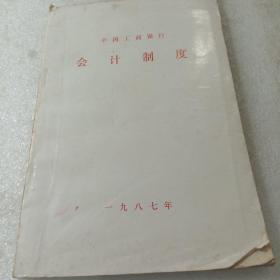 中国工商银行
会计制度
一九八七年